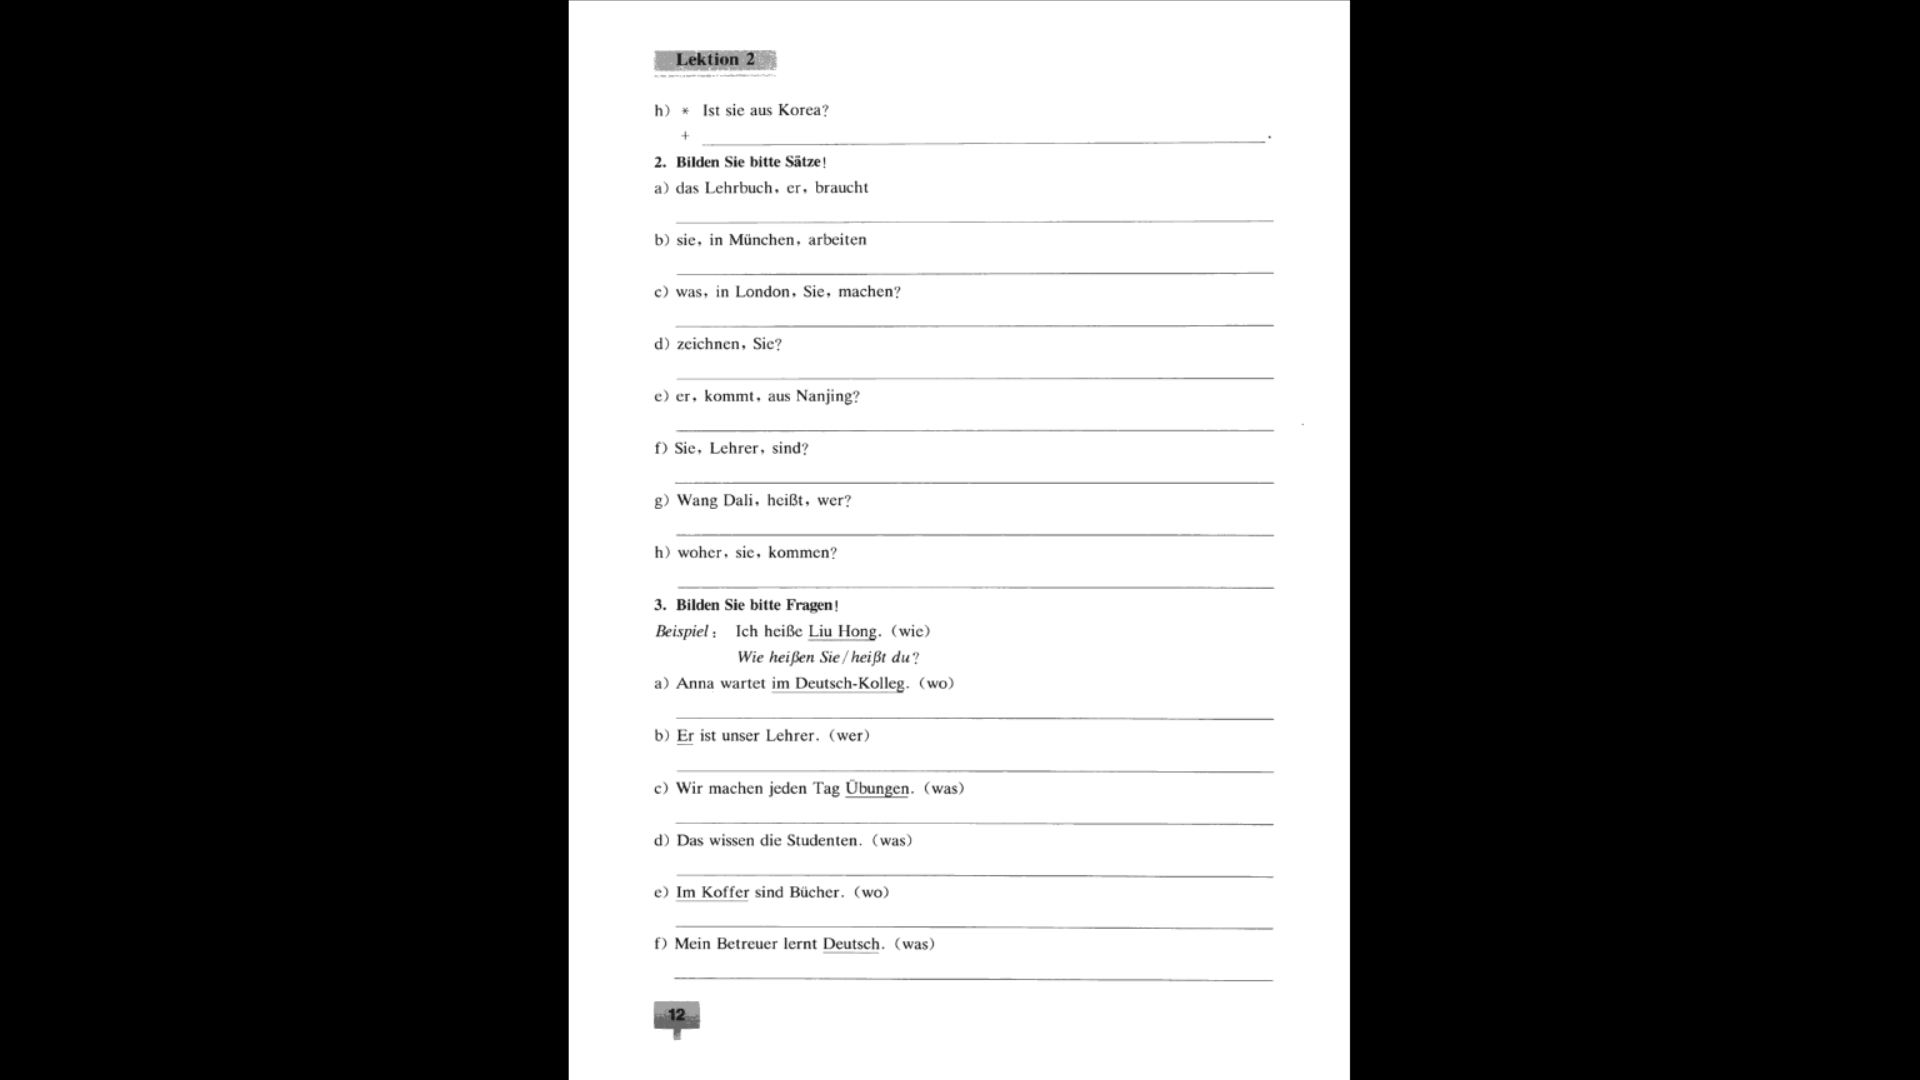 Lektion 2
h) * Ist sie aus Korea?
+ ______.
2. Bilden Sie bitte Sätze!
a) das Lehrbuch, er, braucht
b) sie, in München, arbeiten
c) was, in London, Sie, machen?
d) zeichnen, Sie?
e) er, kommt, aus Nanjing?
f) Sie, Lehrer, sind?
g) Wang Dali, heißt, wer?
h) woher, sie, kommen?
3. Bilden Sie bitte Fragen!
Beispiel: Ich heiße Liu Hong. (wie)
Wie heißen Sie/heißt du?
a) Anna wartet im Deutsch-Kolleg. (wo)
b) Er ist unser Lehrer. (wer)
c) Wir machen jeden Tag Übungen. (was)
d) Das wissen die Studenten. (was)
e) Im Koffer sind Bücher. (wo)
f) Mein Betreuer lernt Deutsch. (was)
12